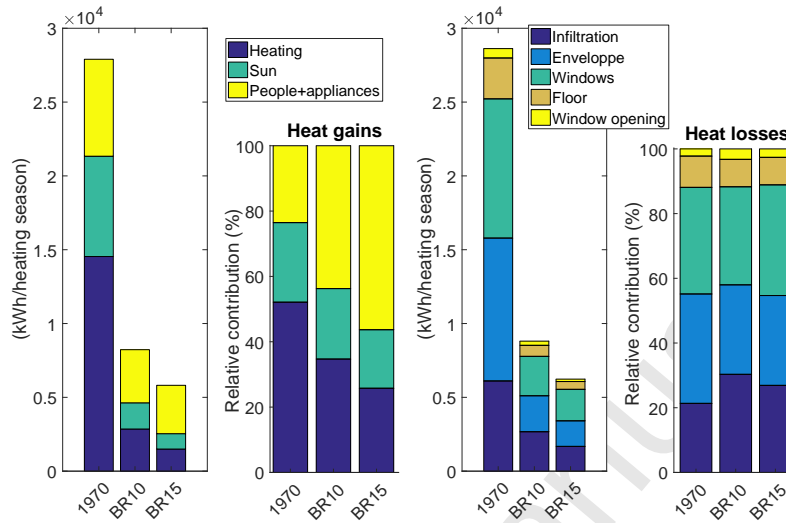 ×10⁴
3
2.5
2
1.5
1
0.5
0
(kWh/heating season)
1970
BR10
BR15
Heating
Sun
People+appliances
Heat gains
100
80
60
40
20
0
Relative contribution (%)
1970
BR10
BR15
×10⁴
3
2.5
2
1.5
1
0.5
0
(kWh/heating season)
1970
BR10
BR15
Infiltration
Enveloppe
Windows
Floor
Window opening
Heat losses
100
80
60
40
20
0
Relative contribution (%)
1970
BR10
BR15